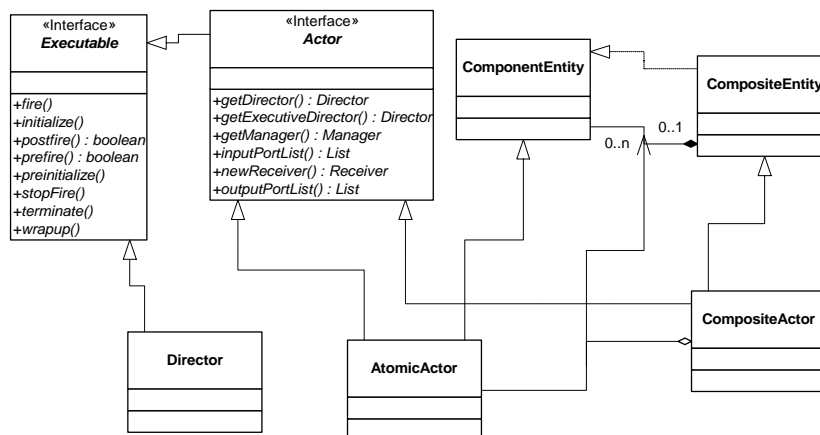 «Interface»
Executable
+fire()
+initialize()
+postfire() : boolean
+prefire() : boolean
+preinitialize()
+stopFire()
+terminate()
+wrapup()
«Interface»
Actor
+getDirector() : Director
+getExecutiveDirector() : Director
+getManager() : Manager
+inputPortList() : List
+newReceiver() : Receiver
+outputPortList() : List
ComponentEntity
CompositeEntity
0..n
0..1
Director
AtomicActor
CompositeActor